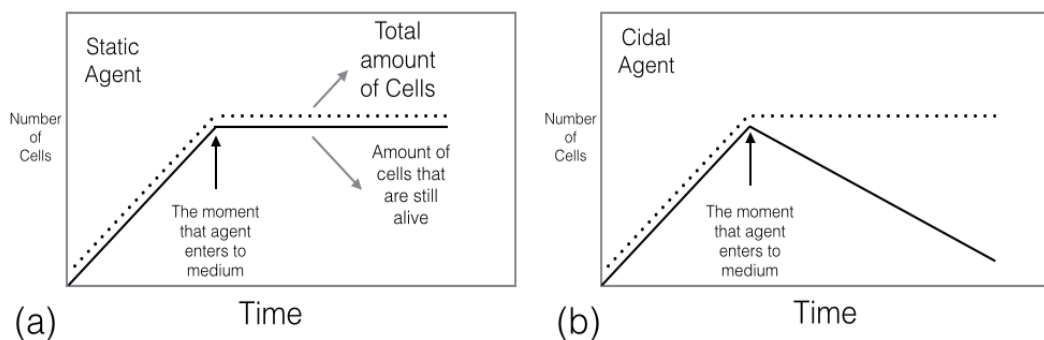 Static
Agent
Total
amount
of Cells
Number
of
Cells
Amount of
cells that
are still
alive
The moment
that agent
enters to
medium
(a)
Time
Cidal
Agent
Number
of
Cells
The moment
that agent
enters to
medium
(b)
Time